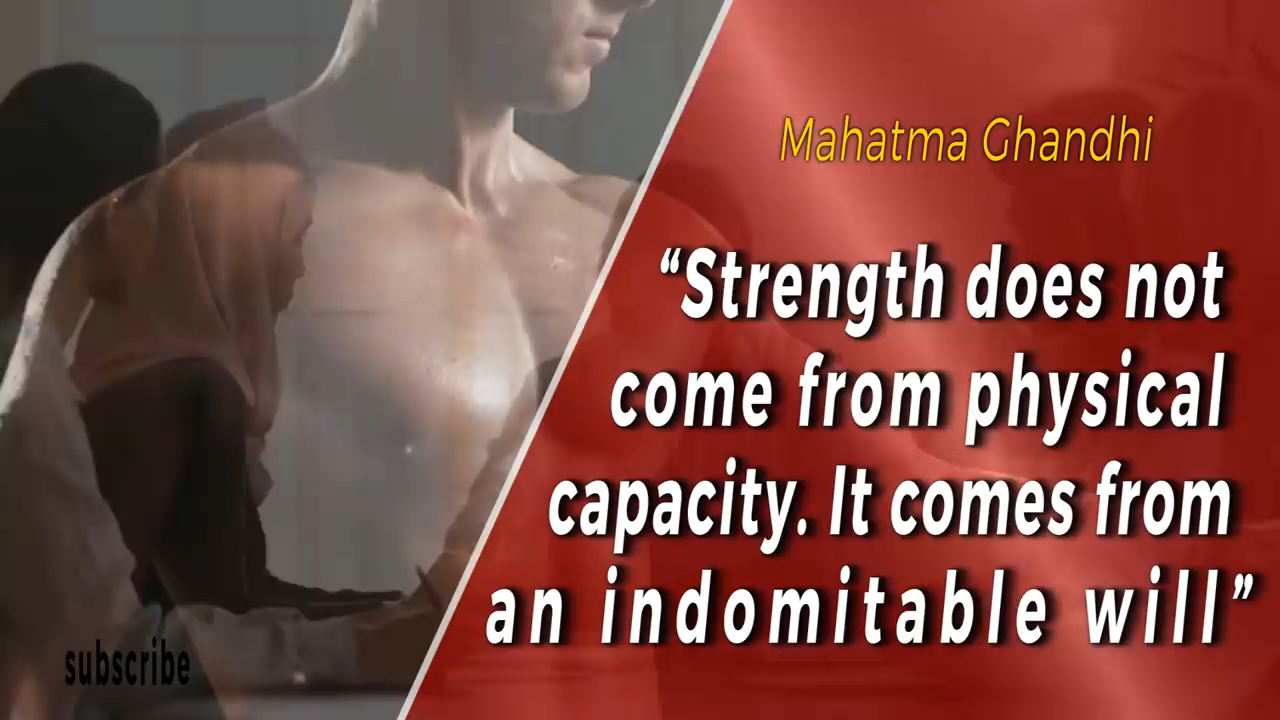 Mahatma Ghandhi
“Strength does not
come from physical
capacity. It comes from
an indomitable will”
subscribe